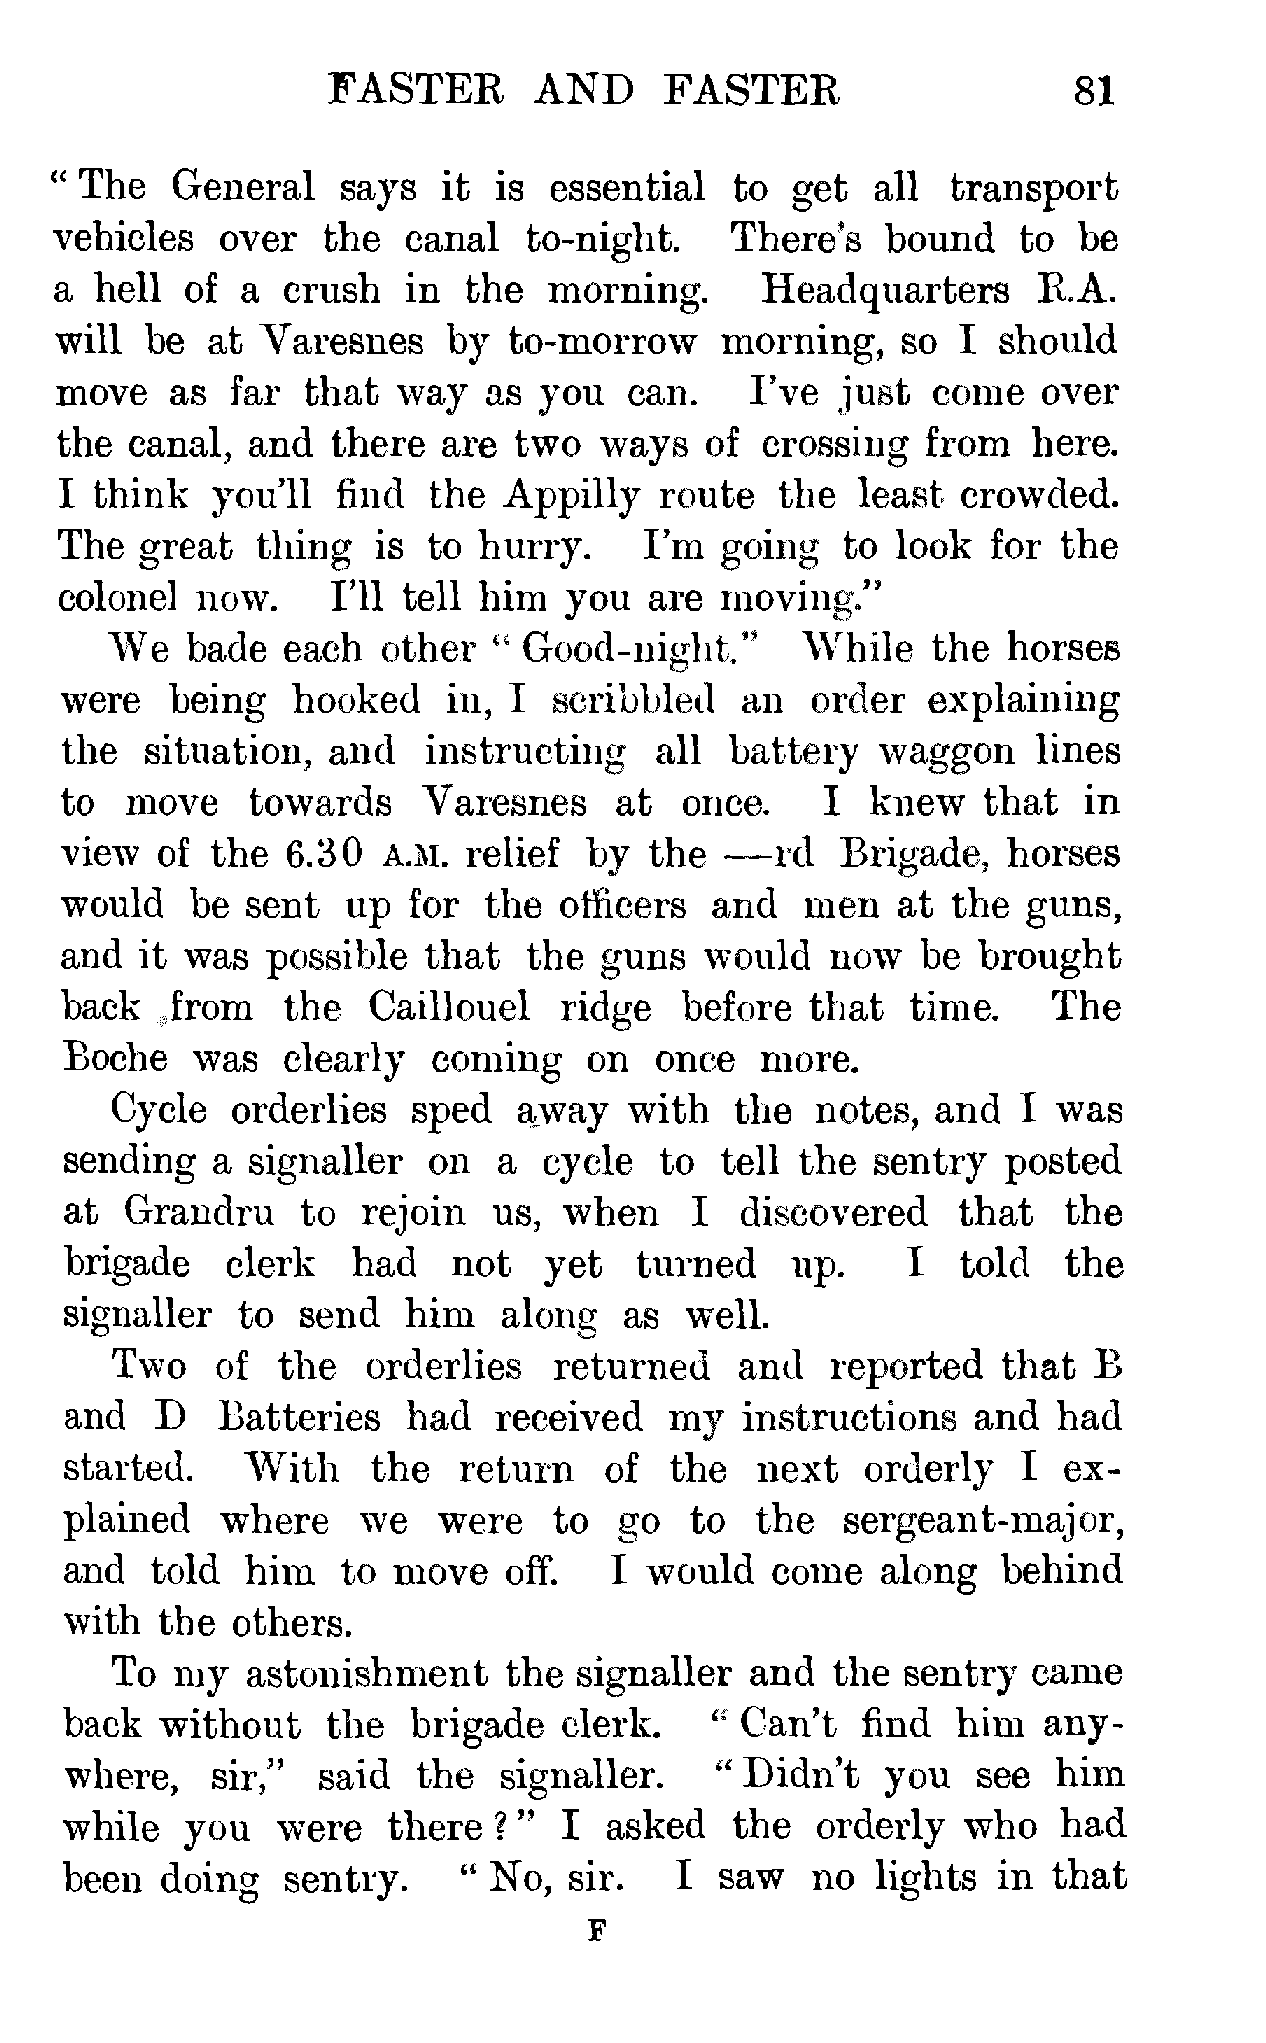 FASTER AND FASTER 81
“ The General says it is essential to get all transport
vehicles over the canal to-night. There's bound to be
a hell of a crush in the morning. Headquarters R.A.
will be at Varesnes by to-morrow morning, so I should
move as far that way as you can. I've just come over
the canal, and there are two ways of crossing from here.
I think you'll find the Appilly route the least crowded.
The great thing is to hurry. I'm going to look for the
colonel now. I'll tell him you are moving.”
We bade each other “ Good-night.” While the horses
were being hooked in, I scribbled an order explaining
the situation, and instructing all battery waggon lines
to move towards Varesnes at once. I knew that in
view of the 6.30 A.M. relief by the —rd Brigade, horses
would be sent up for the officers and men at the guns,
and it was possible that the guns would now be brought
back from the Caillouel ridge before that time. The
Boche was clearly coming on once more.
Cycle orderlies sped away with the notes, and I was
sending a signaller on a cycle to tell the sentry posted
at Grandru to rejoin us, when I discovered that the
brigade clerk had not yet turned up. I told the
signaller to send him along as well.
Two of the orderlies returned and reported that B
and D Batteries had received my instructions and had
started. With the return of the next orderly I ex-
plained where we were to go to the sergeant-major,
and told him to move off. I would come along behind
with the others.
To my astonishment the signaller and the sentry came
back without the brigade clerk. “ Can't find him any-
where, sir,” said the signaller. “ Didn't you see him
while you were there ? ” I asked the orderly who had
been doing sentry. “ No, sir. I saw no lights in that
F